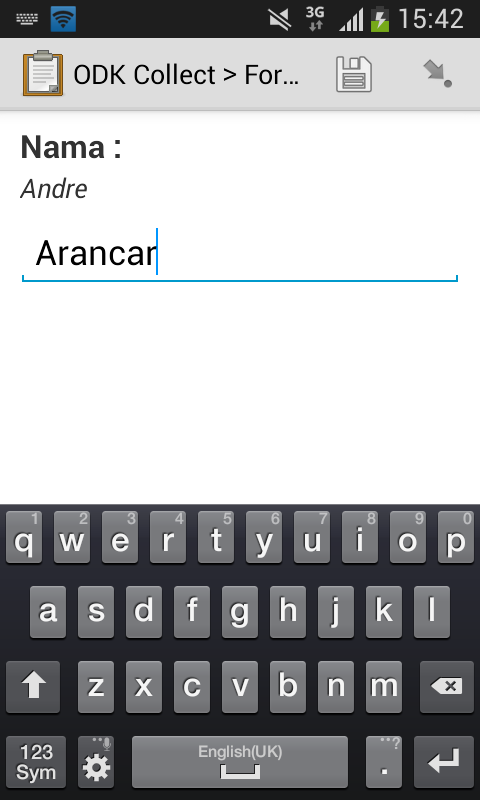 3G 15:42
ODK Collect > For...
Nama :
Andre
Arancar
1 2 3 4 5 6 7 8 9 0
q w e r t y u i o p
a s d f g h j k l
z x c v b n m
123 Sym English(UK) . ...?